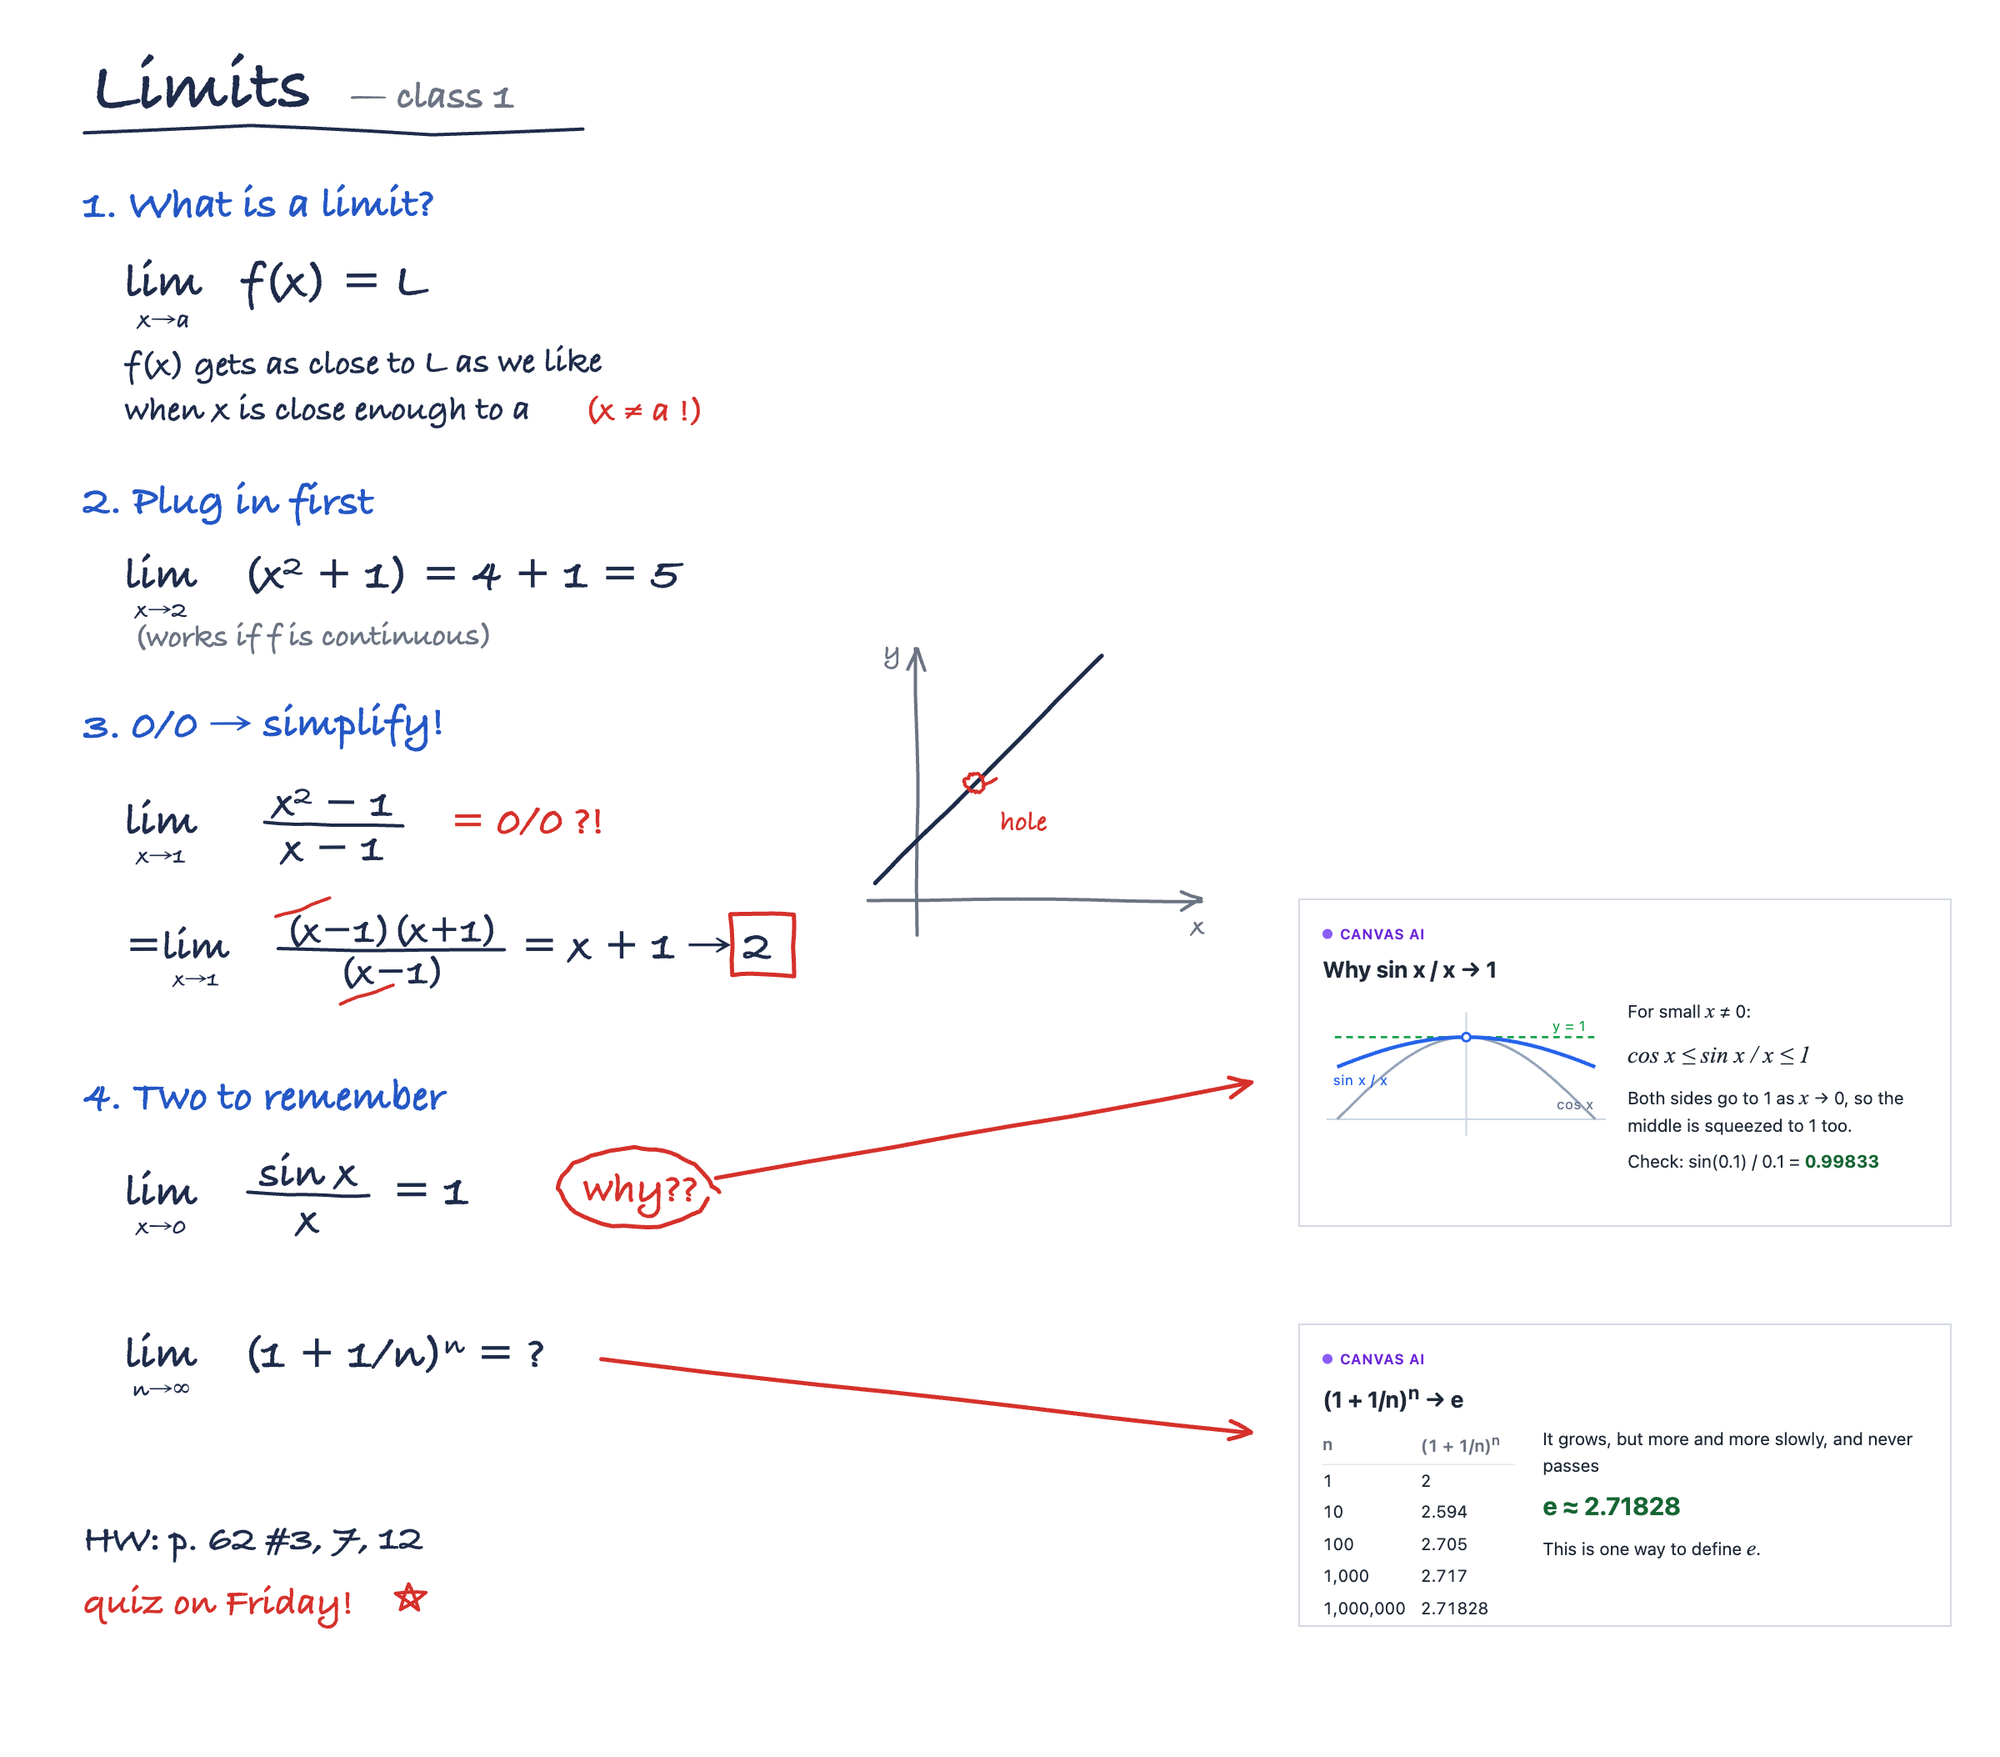 Limits — class 1
1. What is a limit?
lim f(x) = L
x→a
f(x) gets as close to L as we like
when x is close enough to a (x ≠ a !)
2. Plug in first
lim (x² + 1) = 4 + 1 = 5
x→2
(works if f is continuous)
3. 0/0 → simplify!
x² − 1
lim = 0/0 ?!
x→1
x − 1
(x−1)(x+1)
=lim = x + 1 → 2
x→1
(x−1)
y
hole
x
4. Two to remember
sin x
lim = 1
x→0
x
why??
lim (1 + 1/n)ⁿ = ?
n→∞
HW: p. 62 #3, 7, 12
quiz on Friday!
CANVAS AI
Why sin x / x → 1
y = 1
sin x / x
cos x
For small x ≠ 0:
cos x ≤ sin x / x ≤ 1
Both sides go to 1 as x → 0, so the
middle is squeezed to 1 too.
Check: sin(0.1) / 0.1 = 0.99833
CANVAS AI
(1 + 1/n)ⁿ → e
n (1 + 1/n)ⁿ
1 2
10 2.594
100 2.705
1,000 2.717
1,000,000 2.71828
It grows, but more and more slowly, and never
passes
e ≈ 2.71828
This is one way to define e.